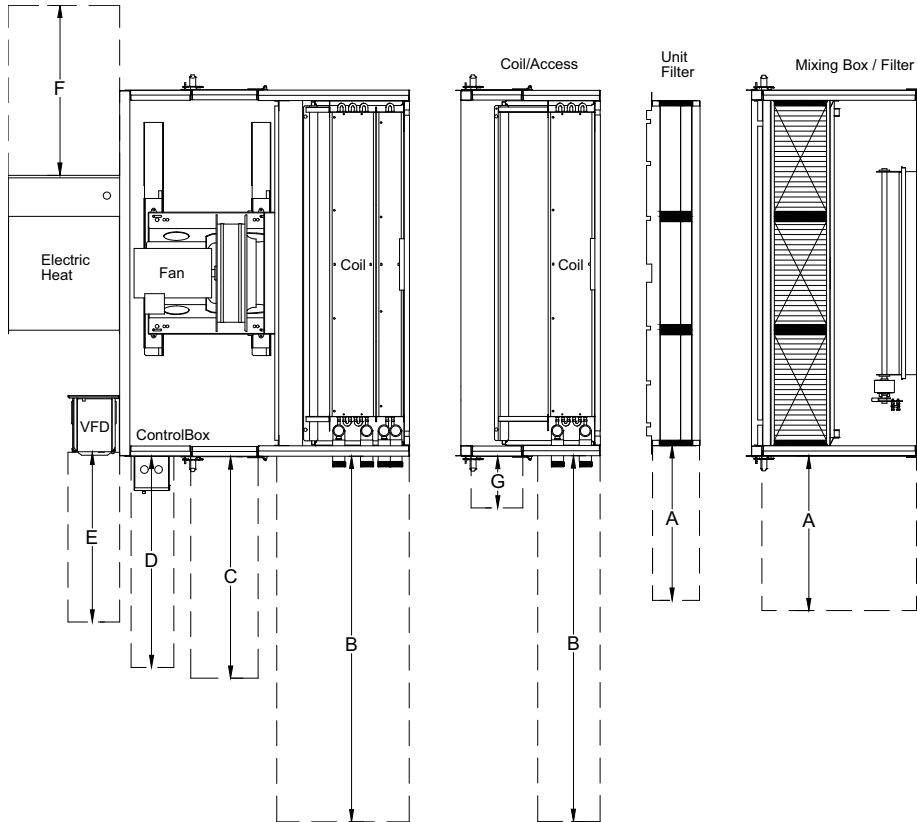 F
Coil/Access
Unit
Filter
Mixing Box / Filter
Electric
Heat
Fan
Coil
Coil
VFD
ControlBox
G
A
A
E
D
C
B
B